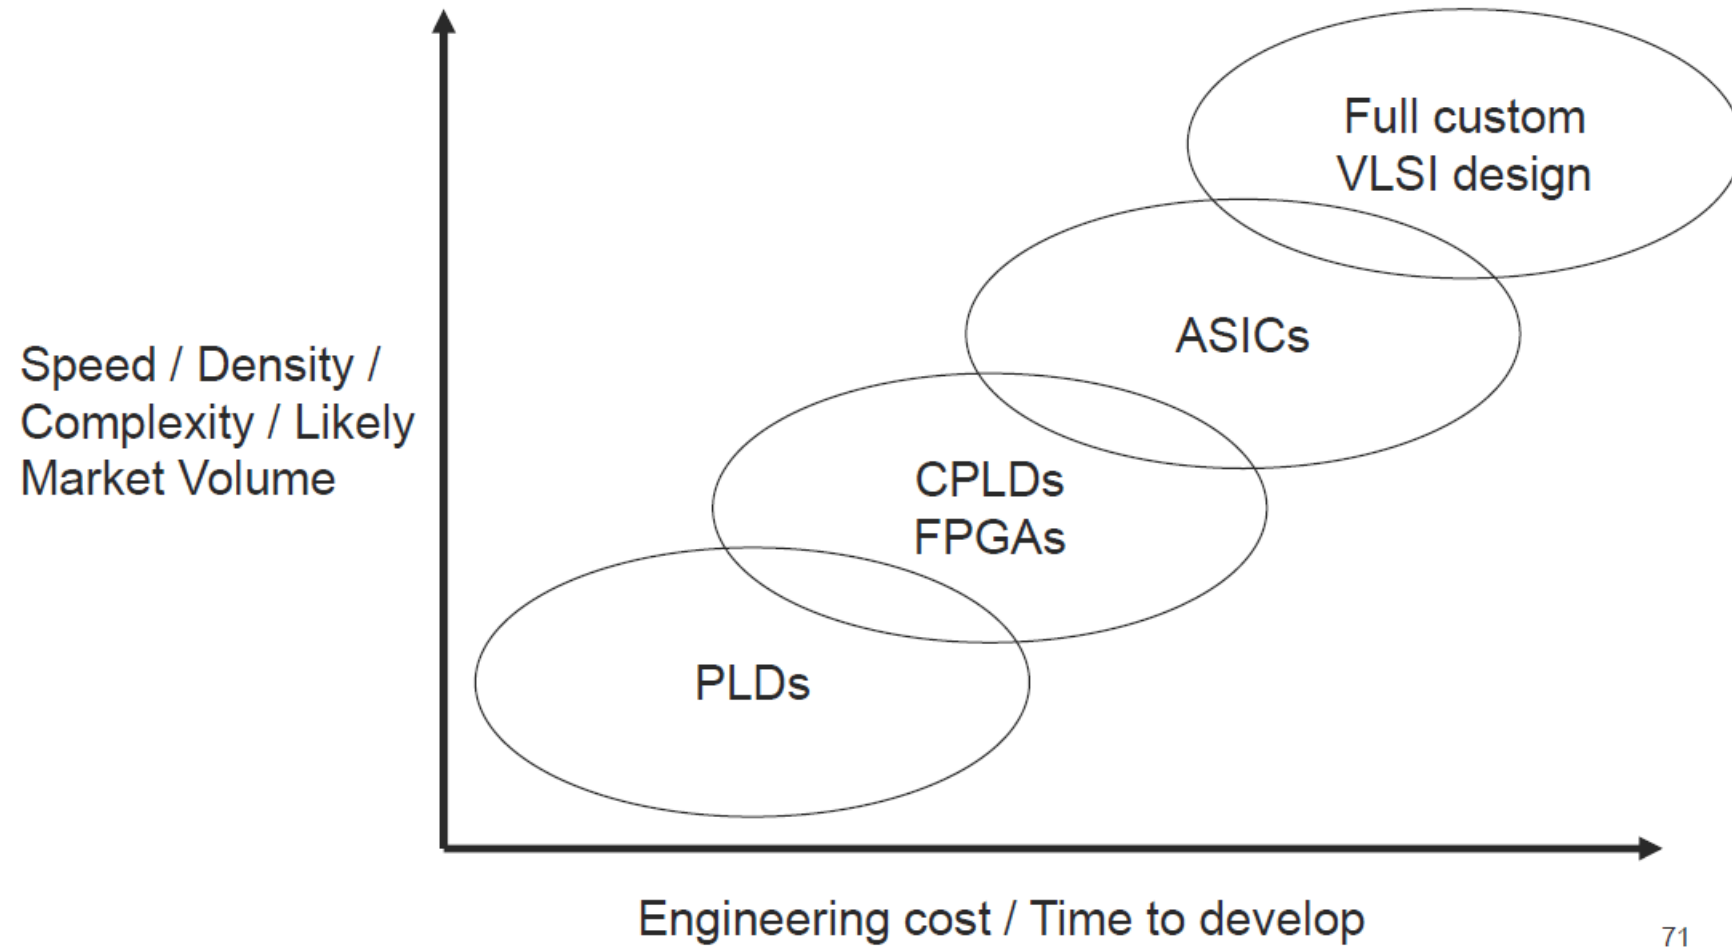 Full custom
VLSI design
ASICs
Speed / Density /
Complexity / Likely
Market Volume
CPLDs
FPGAs
PLDs
Engineering cost / Time to develop
71